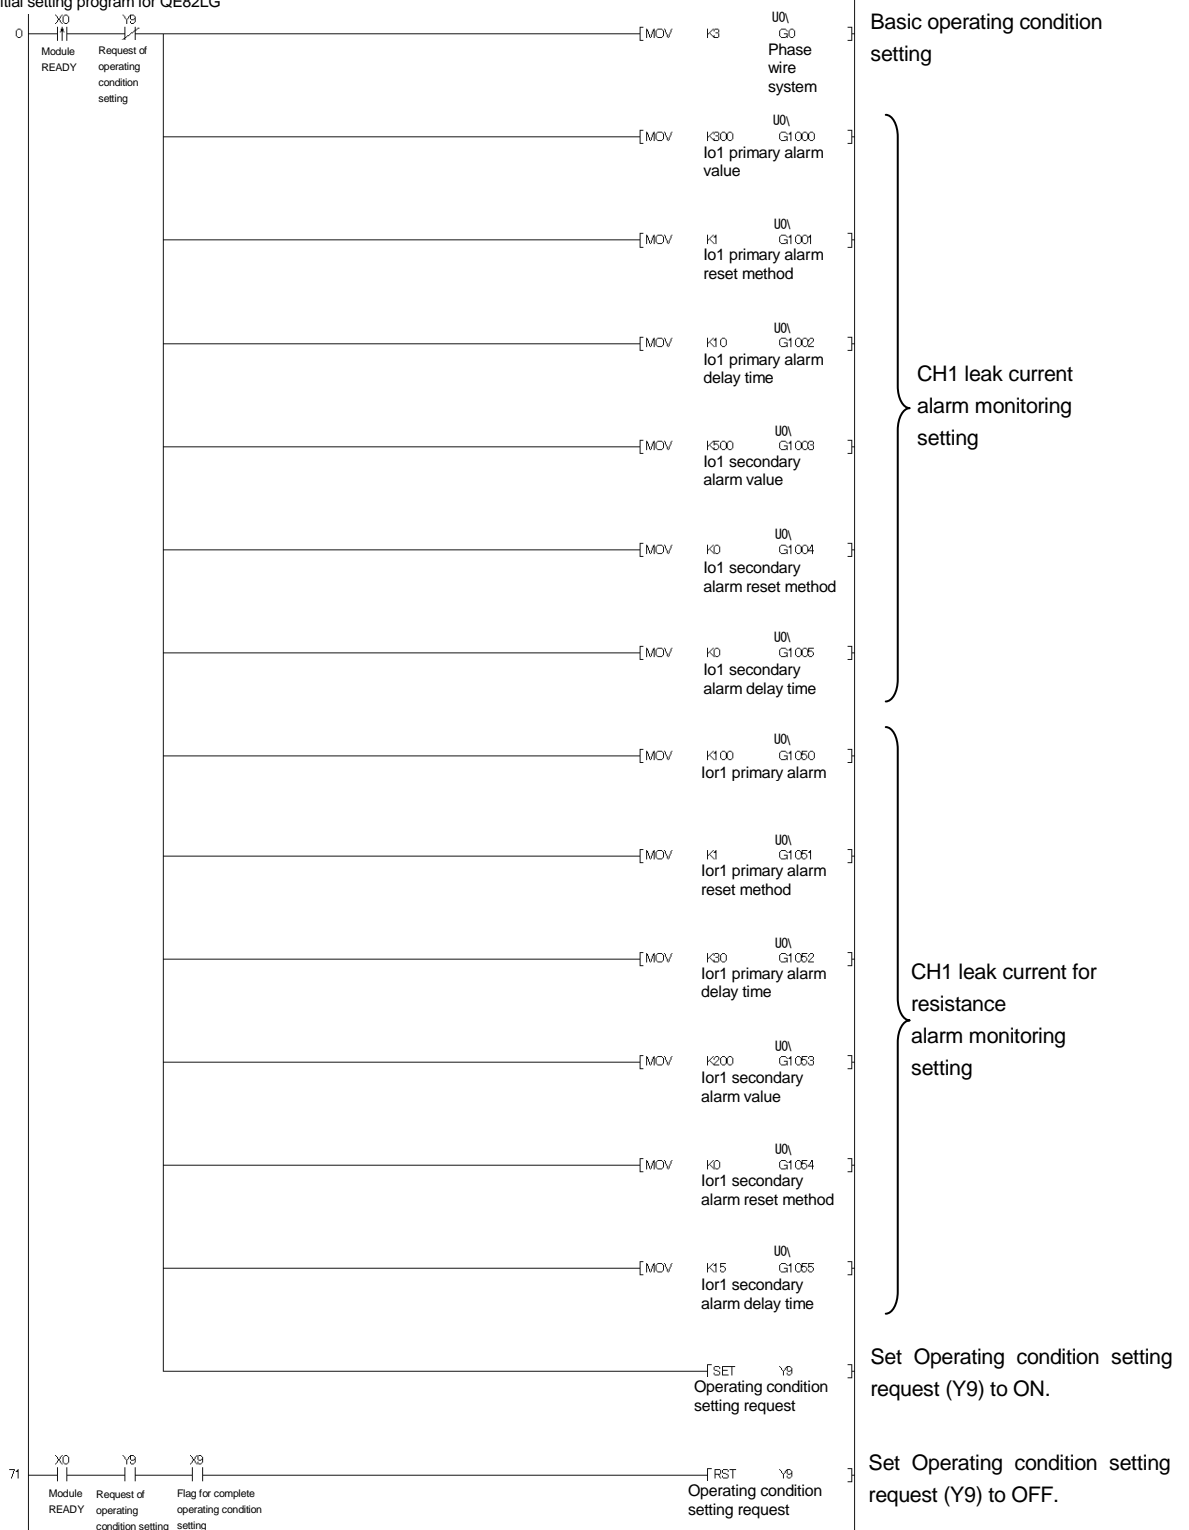 itial setting program for QE82LG
0 X0 Y9 [MOV K3 U0\ G0 ]
Module READY
Request of operating condition setting
Phase wire system
Basic operating condition setting
[MOV K300 U0\ G1000 ]
Io1 primary alarm value
[MOV K1 U0\ G1001 ]
Io1 primary alarm reset method
[MOV K10 U0\ G1002 ]
Io1 primary alarm delay time
CH1 leak current alarm monitoring setting
[MOV K500 U0\ G1003 ]
Io1 secondary alarm value
[MOV K0 U0\ G1004 ]
Io1 secondary alarm reset method
[MOV K0 U0\ G1005 ]
Io1 secondary alarm delay time
[MOV K100 U0\ G1050 ]
Ior1 primary alarm
[MOV K1 U0\ G1051 ]
Ior1 primary alarm reset method
[MOV K30 U0\ G1052 ]
Ior1 primary alarm delay time
CH1 leak current for resistance alarm monitoring setting
[MOV K200 U0\ G1053 ]
Ior1 secondary alarm value
[MOV K0 U0\ G1054 ]
Ior1 secondary alarm reset method
[MOV K15 U0\ G1055 ]
Ior1 secondary alarm delay time
[SET Y9 ]
Operating condition setting request
Set Operating condition setting request (Y9) to ON.
71 X0 Y9 X9 [RST Y9 ]
Module READY
Request of operating condition setting
Flag for complete operating condition setting
Operating condition setting request
Set Operating condition setting request (Y9) to OFF.